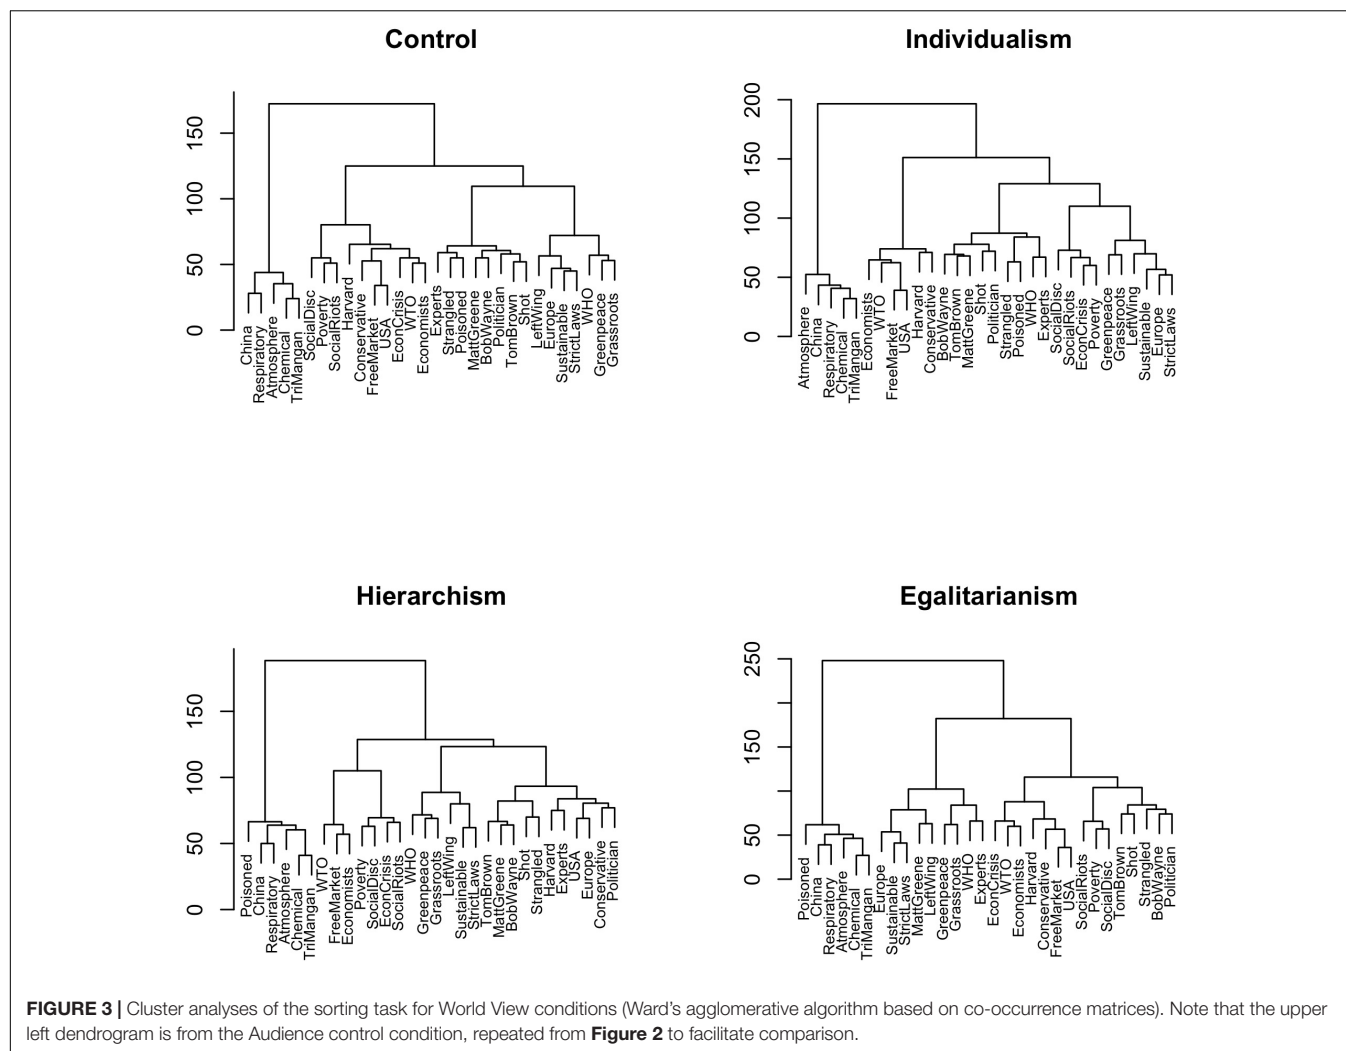 Control
150
100
50
0
China
Respiratory
Atmosphere
Chemical
TriMangan
SocialDisc
Poverty
SocialRiots
Harvard
Conservative
FreeMarket
USA
EconCrisis
WTO
Economists
Experts
Strangled
Poisoned
MattGreene
BobWayne
Politician
TomBrown
Shot
LeftWing
Europe
Sustainable
StrictLaws
WHO
Greenpeace
Grassroots
Individualism
200
150
100
50
0
Atmosphere
China
Respiratory
Chemical
TriMangan
Economists
WTO
FreeMarket
USA
Harvard
Conservative
BobWayne
TomBrown
MattGreene
Shot
Politician
Strangled
Poisoned
WHO
Experts
SocialDisc
SocialRiots
EconCrisis
Poverty
Greenpeace
Grassroots
LeftWing
Sustainable
Europe
StrictLaws
Hierarchism
150
100
50
0
Poisoned
China
Respiratory
Atmosphere
Chemical
TriMangan
WTO
FreeMarket
Economists
Poverty
SocialDisc
EconCrisis
SocialRiots
WHO
Greenpeace
Grassroots
LeftWing
Sustainable
StrictLaws
TomBrown
MattGreene
BobWayne
Shot
Strangled
Harvard
Experts
USA
Europe
Conservative
Politician
Egalitarianism
250
150
50
0
Poisoned
China
Respiratory
Atmosphere
Chemical
TriMangan
Europe
Sustainable
StrictLaws
MattGreene
LeftWing
Greenpeace
Grassroots
WHO
Experts
EconCrisis
WTO
Economists
Harvard
Conservative
FreeMarket
USA
SocialRiots
Poverty
SocialDisc
TomBrown
Shot
Strangled
BobWayne
Politician
FIGURE 3 | Cluster analyses of the sorting task for World View conditions (Ward's agglomerative algorithm based on co-occurrence matrices). Note that the upper
left dendrogram is from the Audience control condition, repeated from Figure 2 to facilitate comparison.